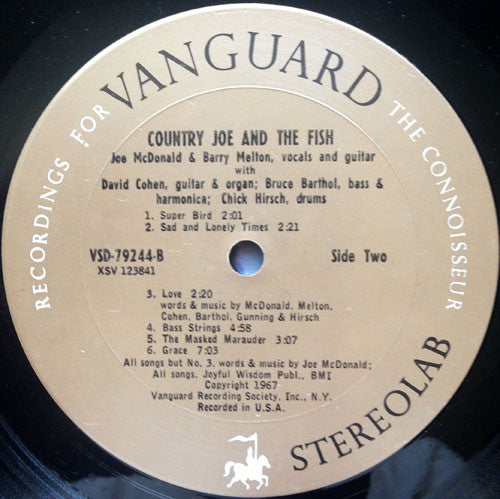 RECORDINGS FOR VANGUARD THE CONNOISSEUR
COUNTRY JOE AND THE FISH
Joe McDonald & Barry Melton, vocals and guitar
with
David Cohen, guitar & organ; Bruce Barthol, bass &
harmonica; Chick Hirsch, drums
1. Super Bird 2:01
2. Sad and Lonely Times 2:21
VSD-79244-B Side Two
XSV 123841
3. Love 2:20
words & music by McDonald, Melton,
Cohen, Barthol, Gunning & Hirsch
4. Bass Strings 4:58
5. The Masked Marauder 3:07
6. Grace 7:03
All songs but No. 3, words & music by Joe McDonald;
All songs, Joyful Wisdom Publ., BMI
Copyright 1967
Vanguard Recording Society, Inc., N.Y.
Recorded in U.S.A.
STEREOLAB